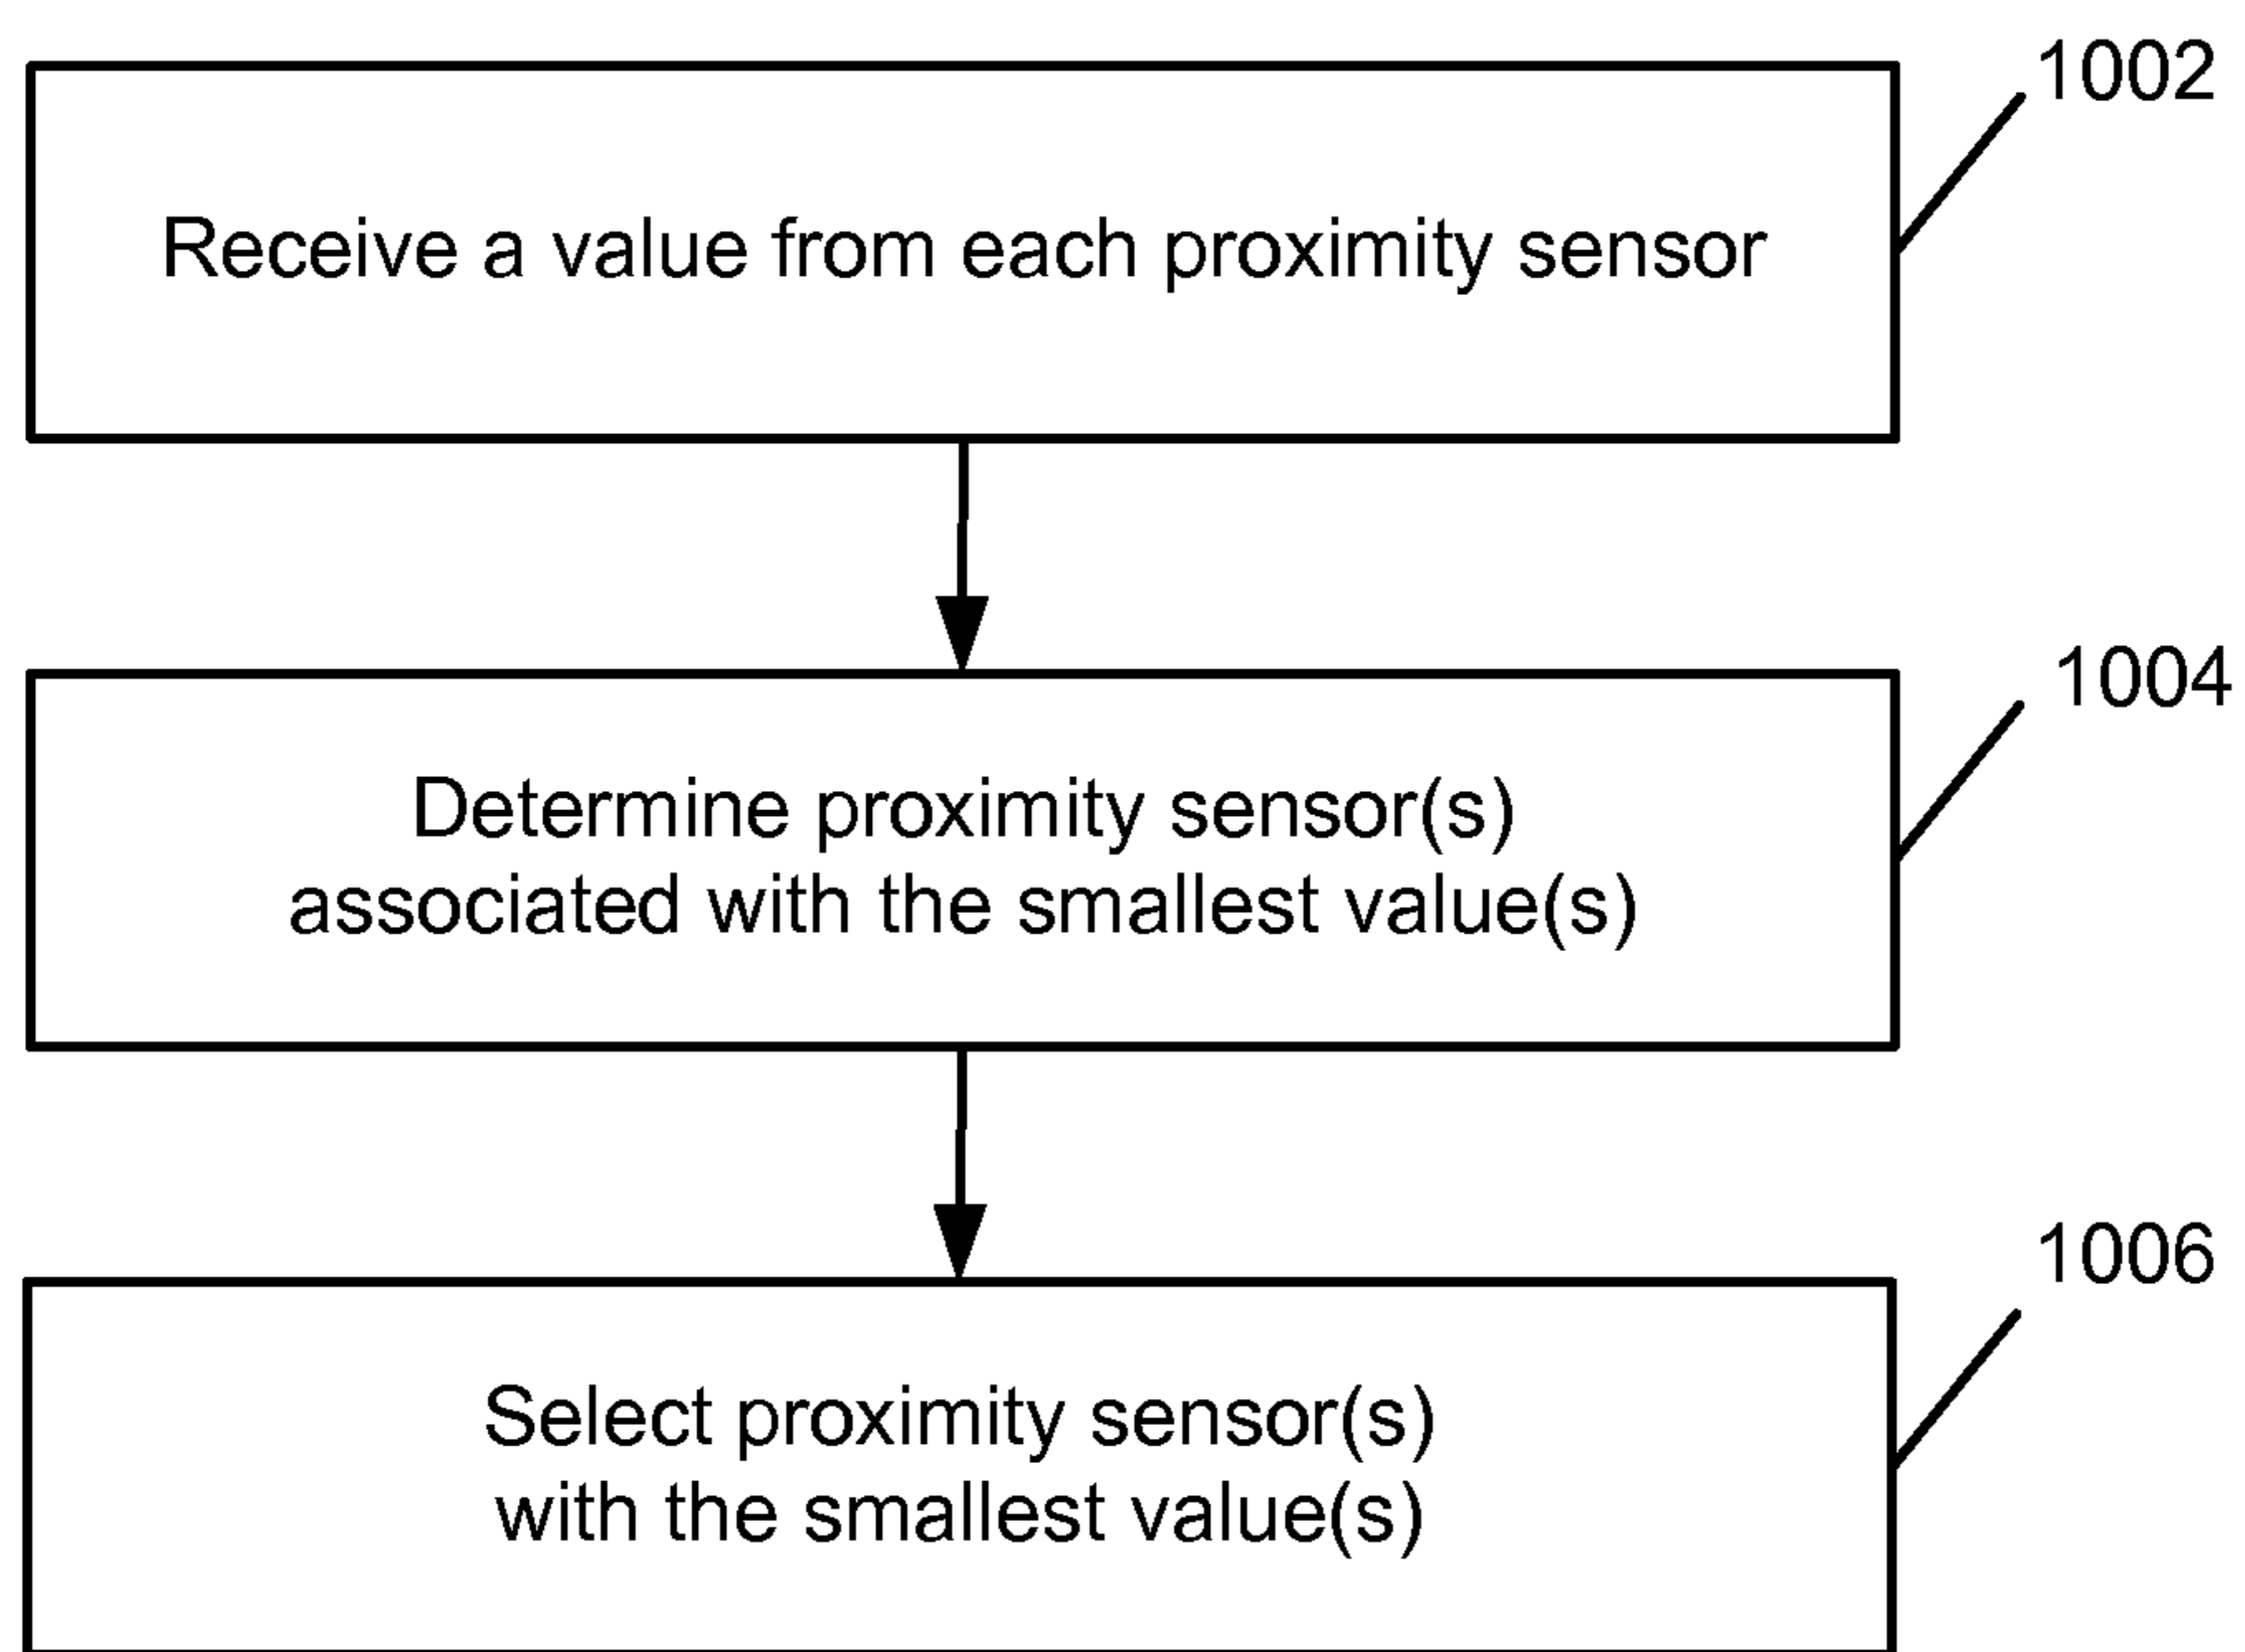 1002
Receive a value from each proximity sensor
1004
Determine proximity sensor(s)
associated with the smallest value(s)
1006
Select proximity sensor(s)
with the smallest value(s)